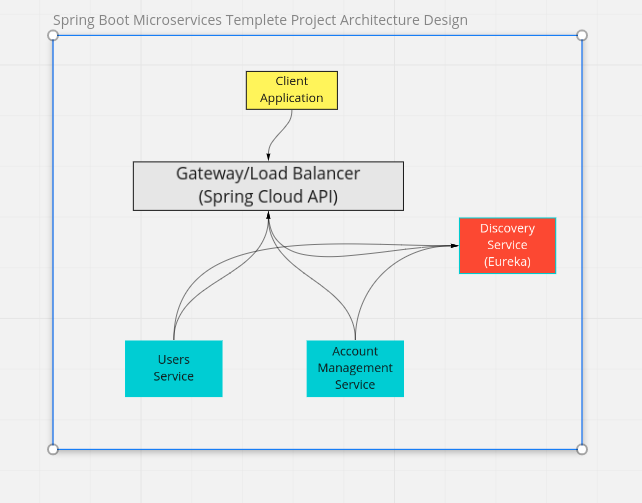 Spring Boot Microservices Templete Project Architecture Design
Client
Application
Gateway/Load Balancer
(Spring Cloud API)
Discovery
Service
(Eureka)
Users
Service
Account
Management
Service